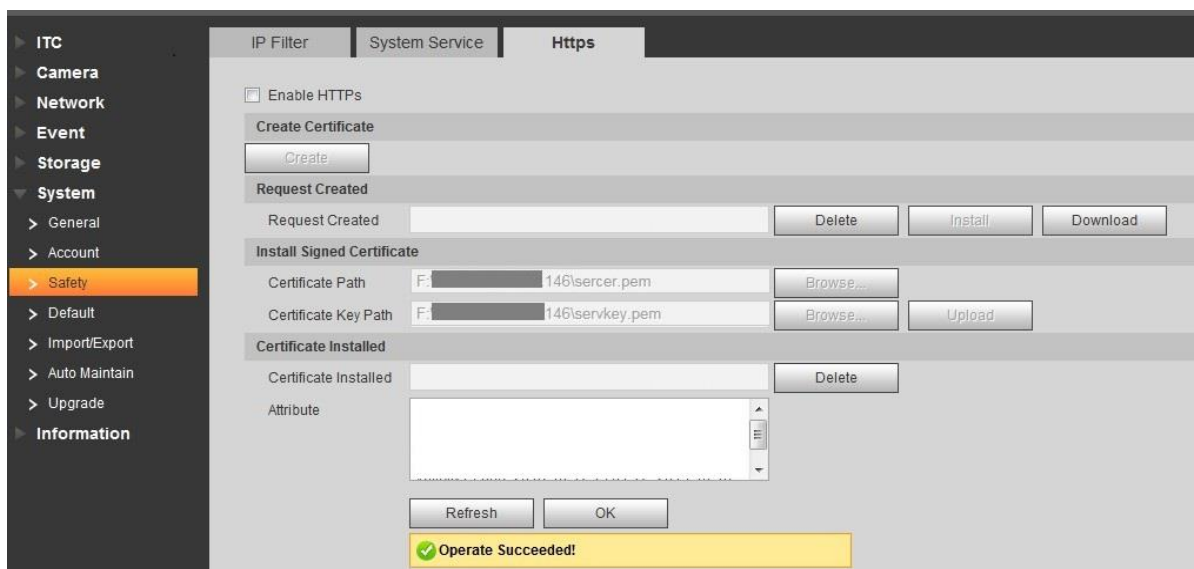 ITC
Camera
Network
Event
Storage
System
General
Account
Safety
Default
Import/Export
Auto Maintain
Upgrade
Information
IP Filter System Service Https
Enable HTTPs
Create Certificate
Create
Request Created
Request Created Delete Install Download
Install Signed Certificate
Certificate Path F:\ .146\sercer.pem Browse...
Certificate Key Path F:\ 146\servkey.pem Browse... Upload
Certificate Installed
Certificate Installed Delete
Attribute
Refresh OK
Operate Succeeded!